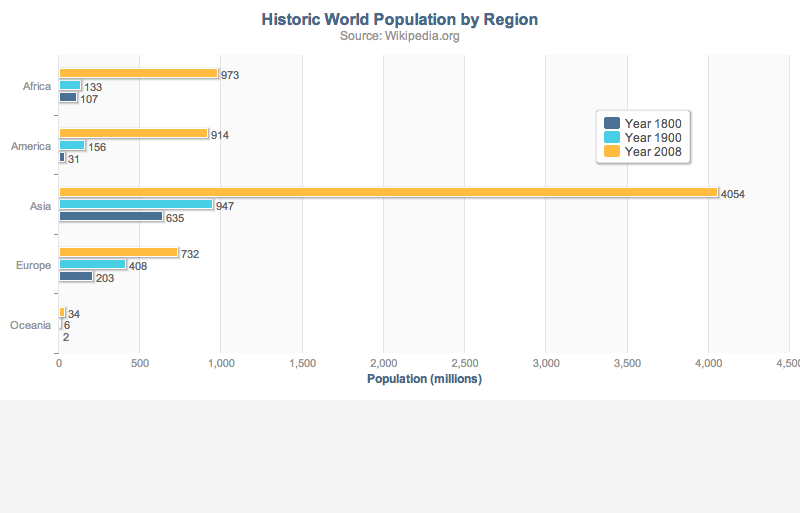 Historic World Population by Region
Source: Wikipedia.org
Africa
973
133
107
America
914
156
31
Asia
4054
947
635
Europe
732
408
203
Oceania
34
6
2
Year 1800
Year 1900
Year 2008
0 500 1,000 1,500 2,000 2,500 3,000 3,500 4,000 4,500
Population (millions)